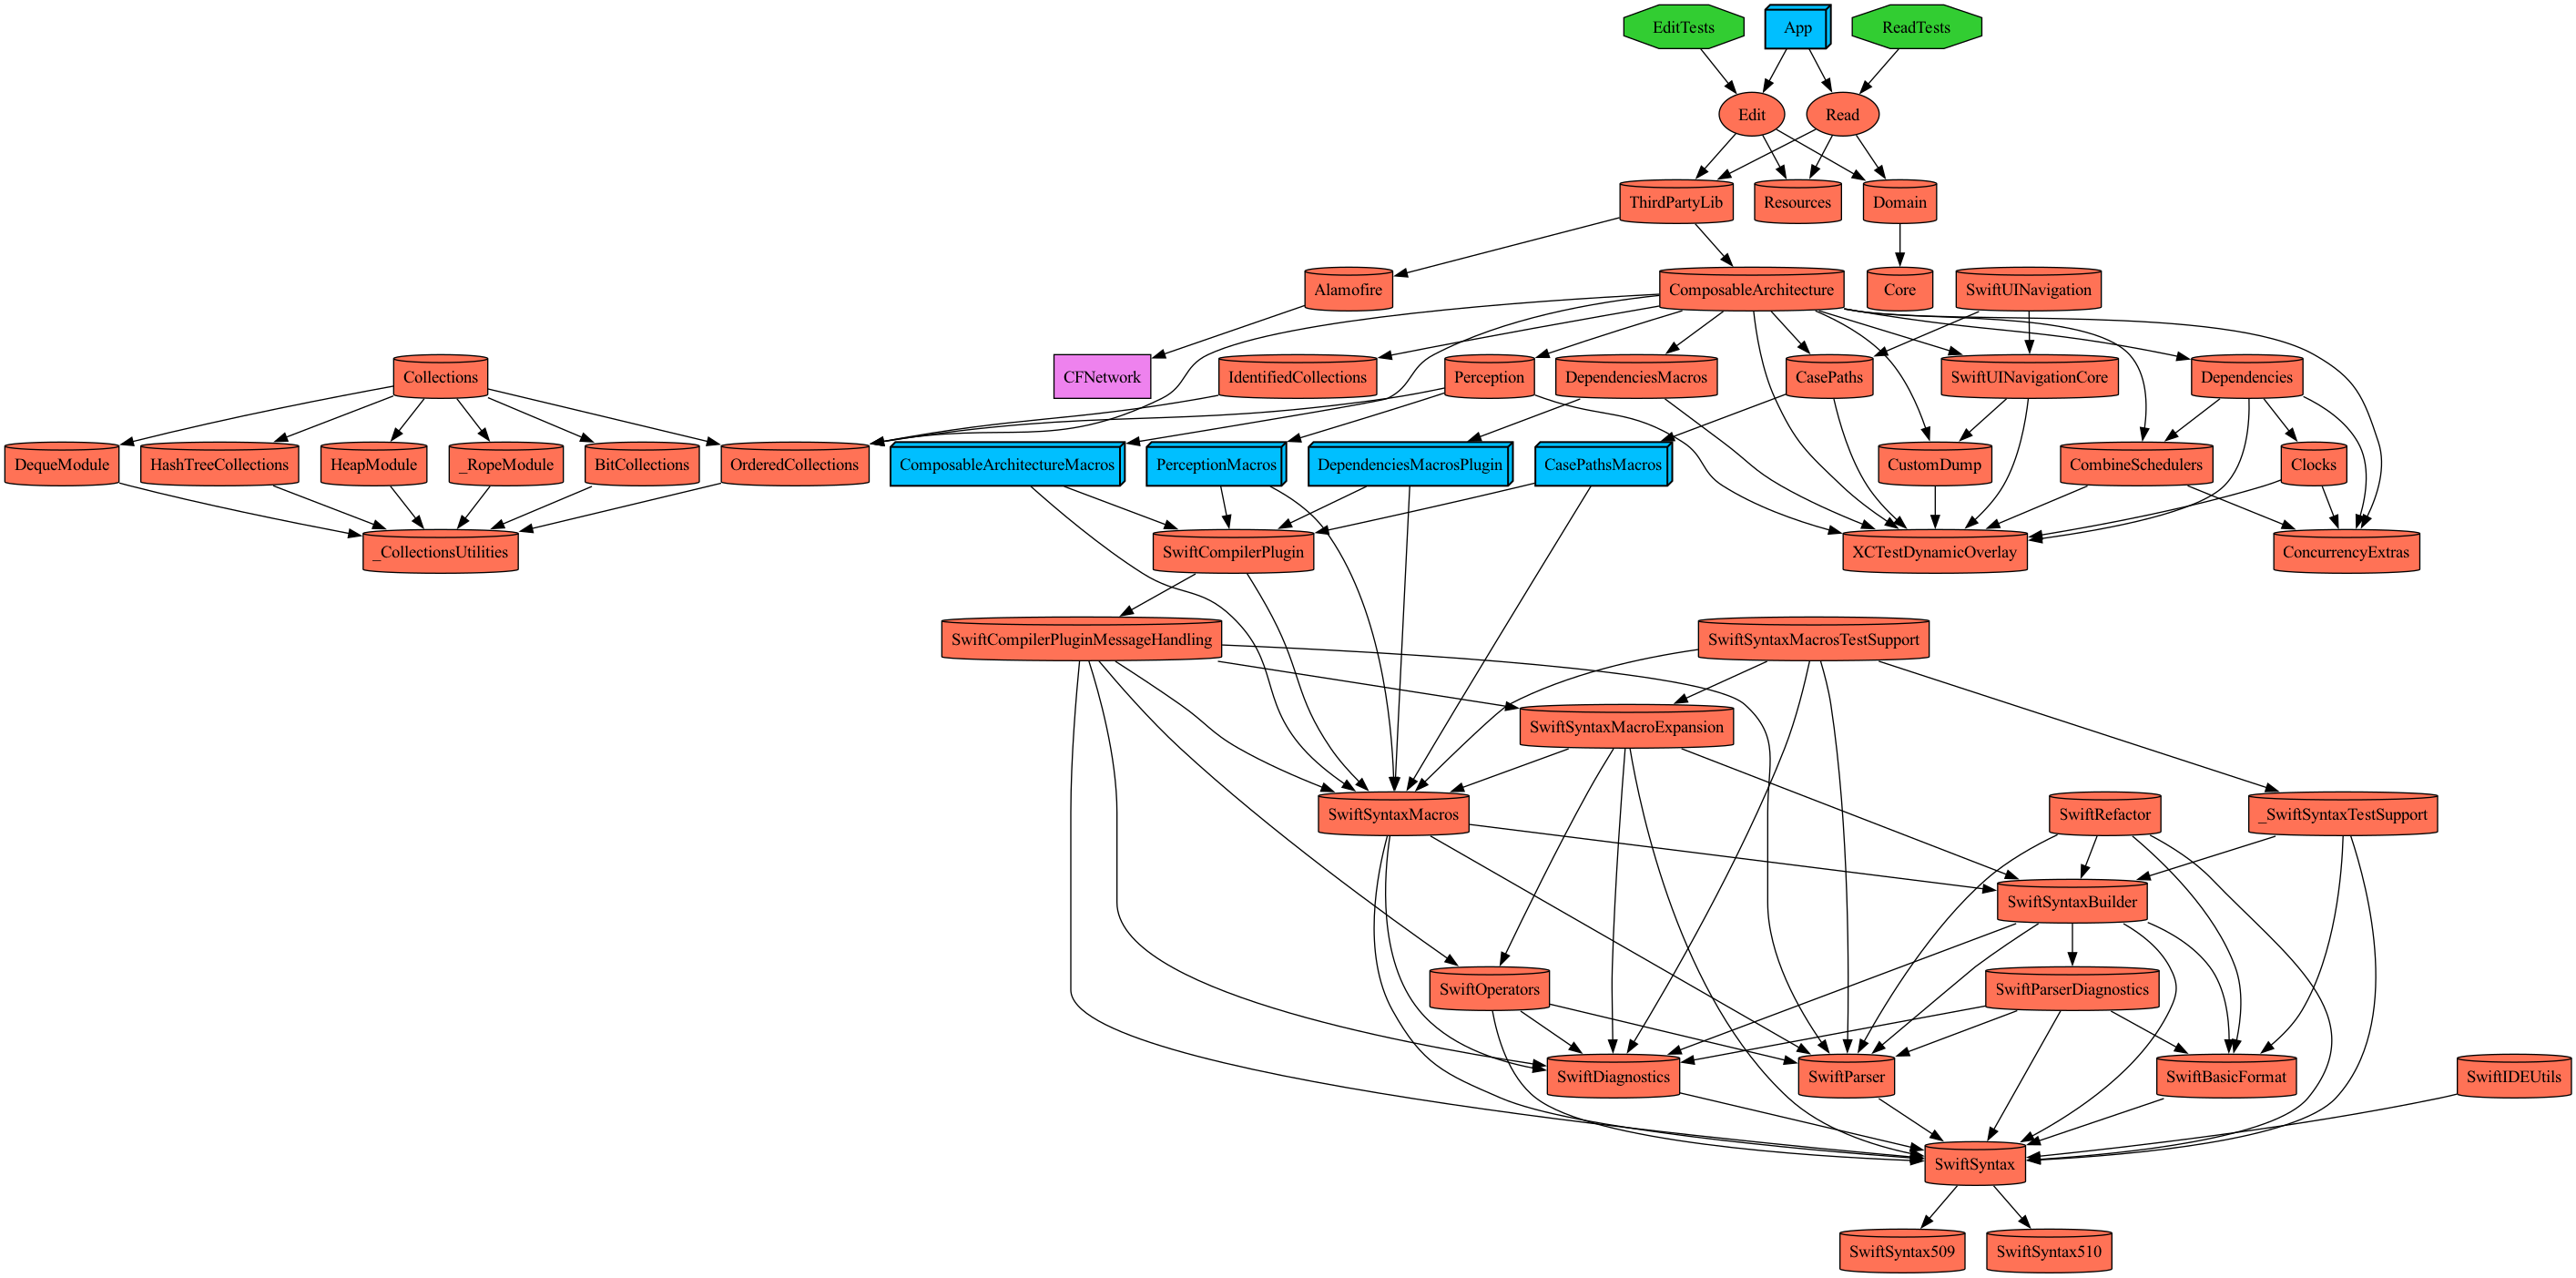 EditTests
App
ReadTests
Edit
Read
ThirdPartyLib
Resources
Domain
Alamofire
ComposableArchitecture
Core
SwiftUINavigation
Collections
CFNetwork
IdentifiedCollections
Perception
DependenciesMacros
CasePaths
SwiftUINavigationCore
Dependencies
DequeModule
HashTreeCollections
HeapModule
_RopeModule
BitCollections
OrderedCollections
ComposableArchitectureMacros
PerceptionMacros
DependenciesMacrosPlugin
CasePathsMacros
CustomDump
CombineSchedulers
Clocks
_CollectionsUtilities
SwiftCompilerPlugin
XCTestDynamicOverlay
ConcurrencyExtras
SwiftCompilerPluginMessageHandling
SwiftSyntaxMacrosTestSupport
SwiftSyntaxMacroExpansion
SwiftSyntaxMacros
SwiftRefactor
_SwiftSyntaxTestSupport
SwiftSyntaxBuilder
SwiftOperators
SwiftParserDiagnostics
SwiftDiagnostics
SwiftParser
SwiftBasicFormat
SwiftIDEUtils
SwiftSyntax
SwiftSyntax509
SwiftSyntax510